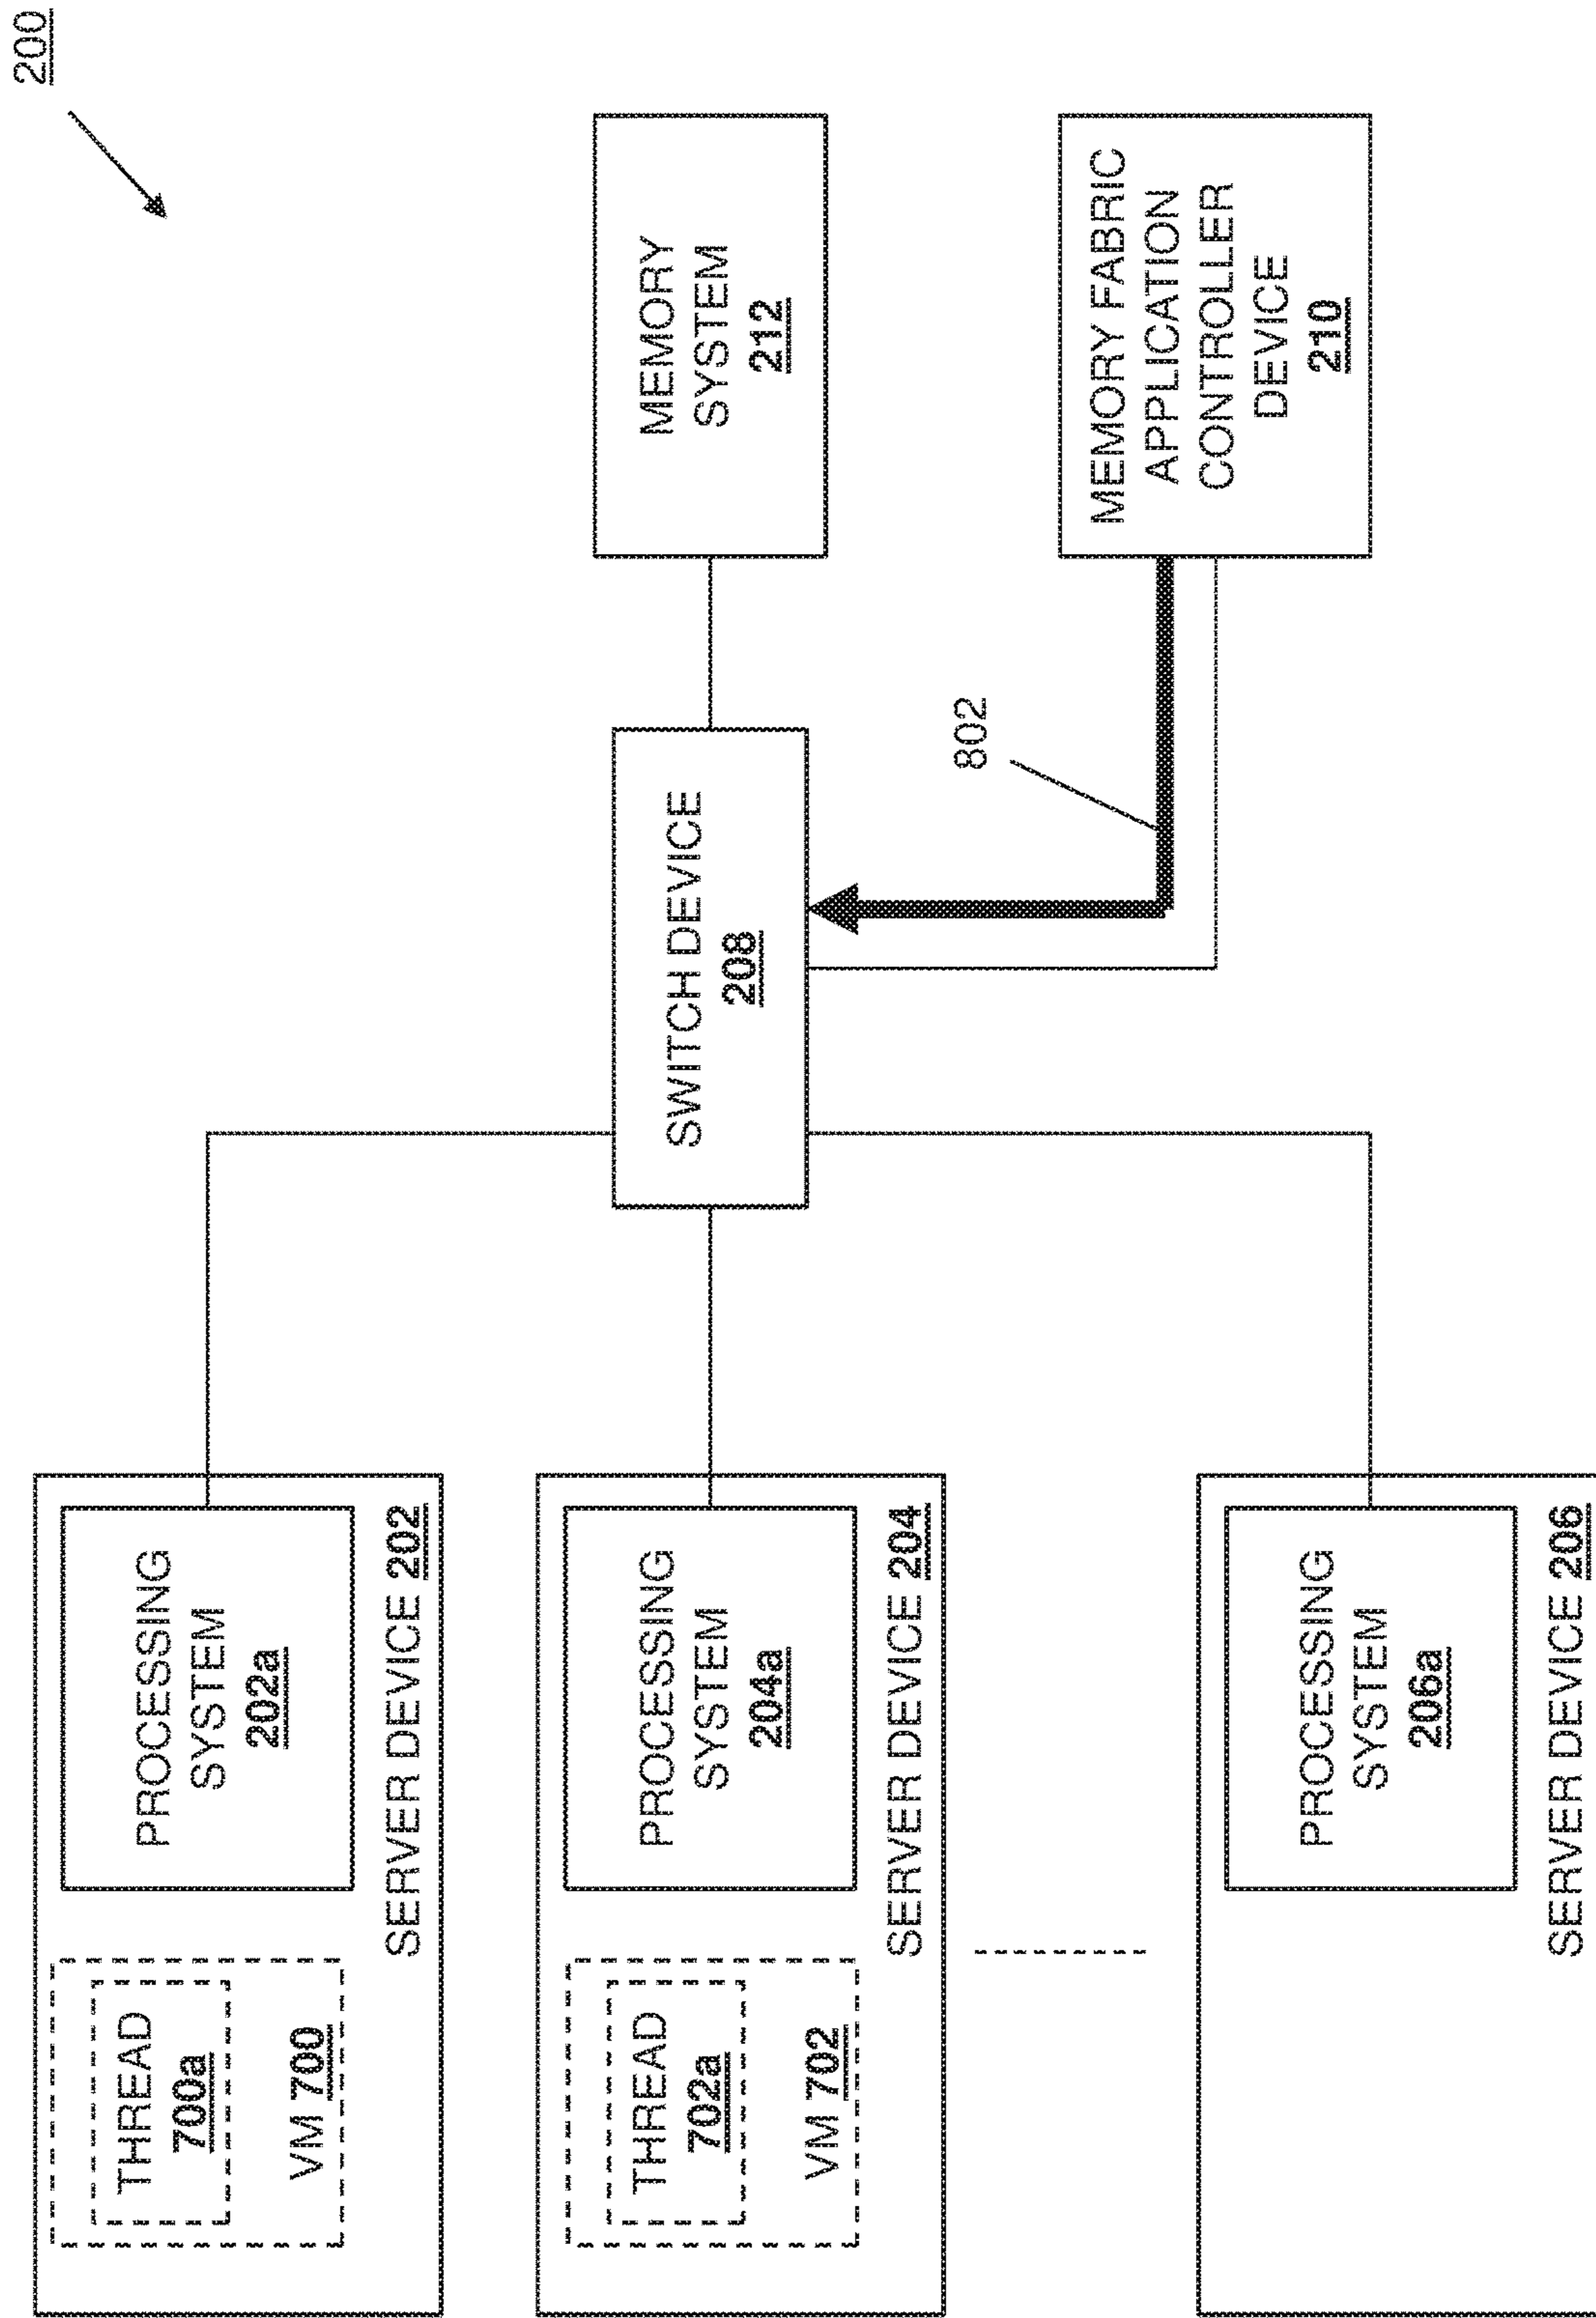 200
THREAD
700a
VM 700
PROCESSING
SYSTEM
202a
SERVER DEVICE 202
THREAD
702a
VM 702
PROCESSING
SYSTEM
204a
SERVER DEVICE 204
PROCESSING
SYSTEM
206a
SERVER DEVICE 206
SWITCH DEVICE
208
MEMORY
SYSTEM
212
802
MEMORY FABRIC
APPLICATION
CONTROLLER
DEVICE
210